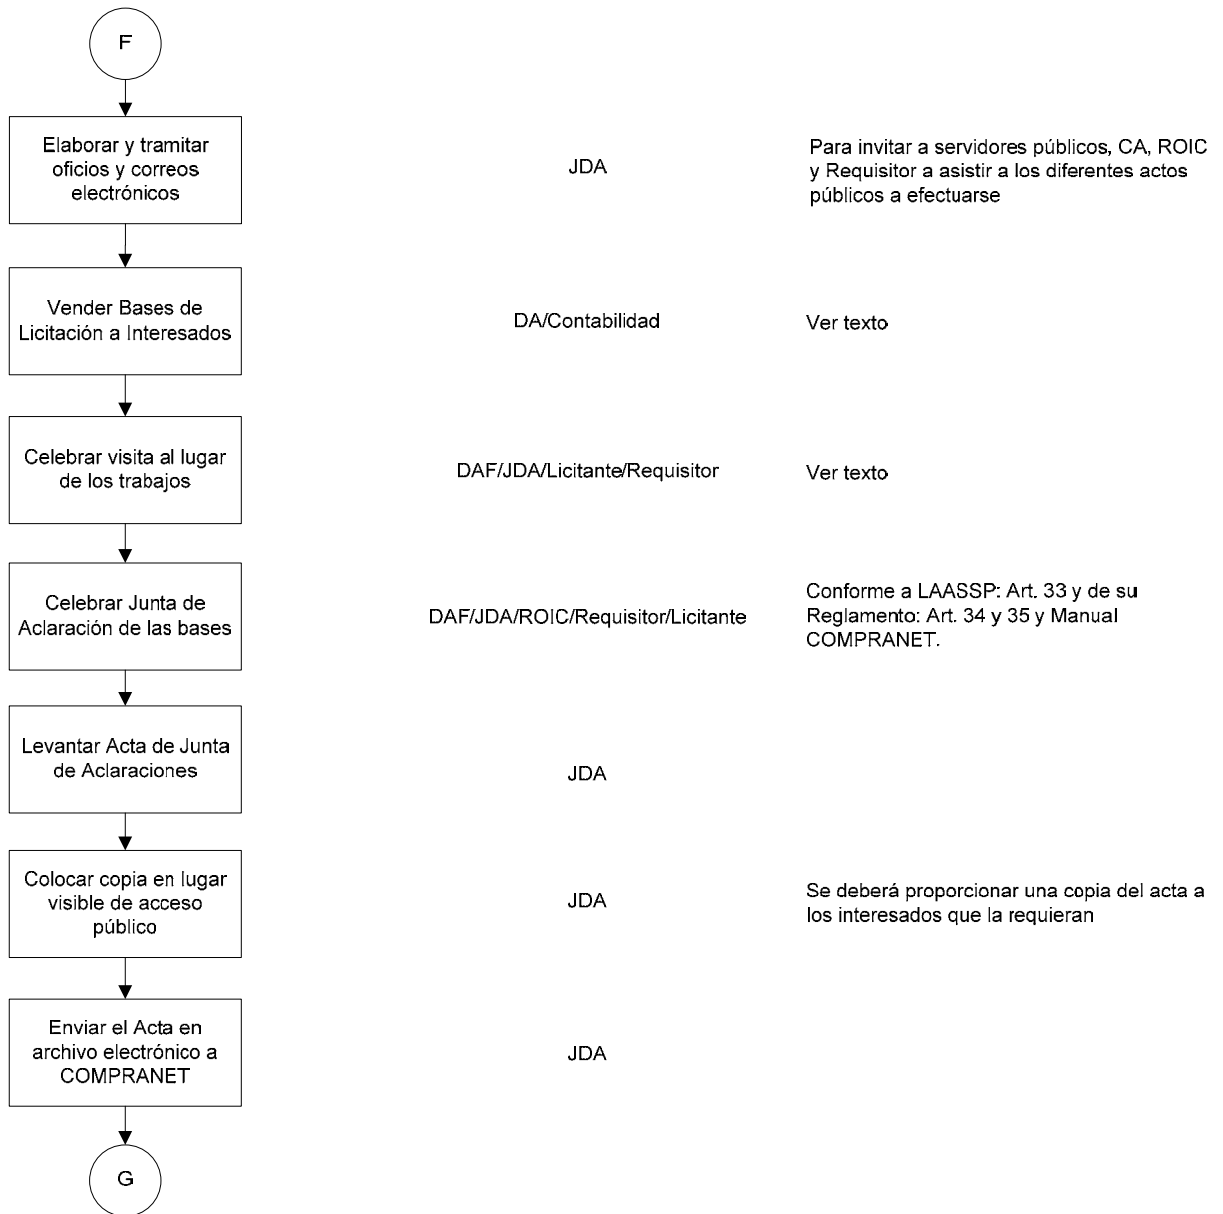 F
Elaborar y tramitar
oficios y correos
electrónicos
JDA
Para invitar a servidores públicos, CA, ROIC
y Requisitor a asistir a los diferentes actos
públicos a efectuarse
Vender Bases de
Licitación a Interesados
DA/Contabilidad
Ver texto
Celebrar visita al lugar
de los trabajos
DAF/JDA/Licitante/Requisitor
Ver texto
Celebrar Junta de
Aclaración de las bases
DAF/JDA/ROIC/Requisitor/Licitante
Conforme a LAASSP: Art. 33 y de su
Reglamento: Art. 34 y 35 y Manual
COMPRANET.
Levantar Acta de Junta
de Aclaraciones
JDA
Colocar copia en lugar
visible de acceso
público
JDA
Se deberá proporcionar una copia del acta a
los interesados que la requieran
Enviar el Acta en
archivo electrónico a
COMPRANET
JDA
G